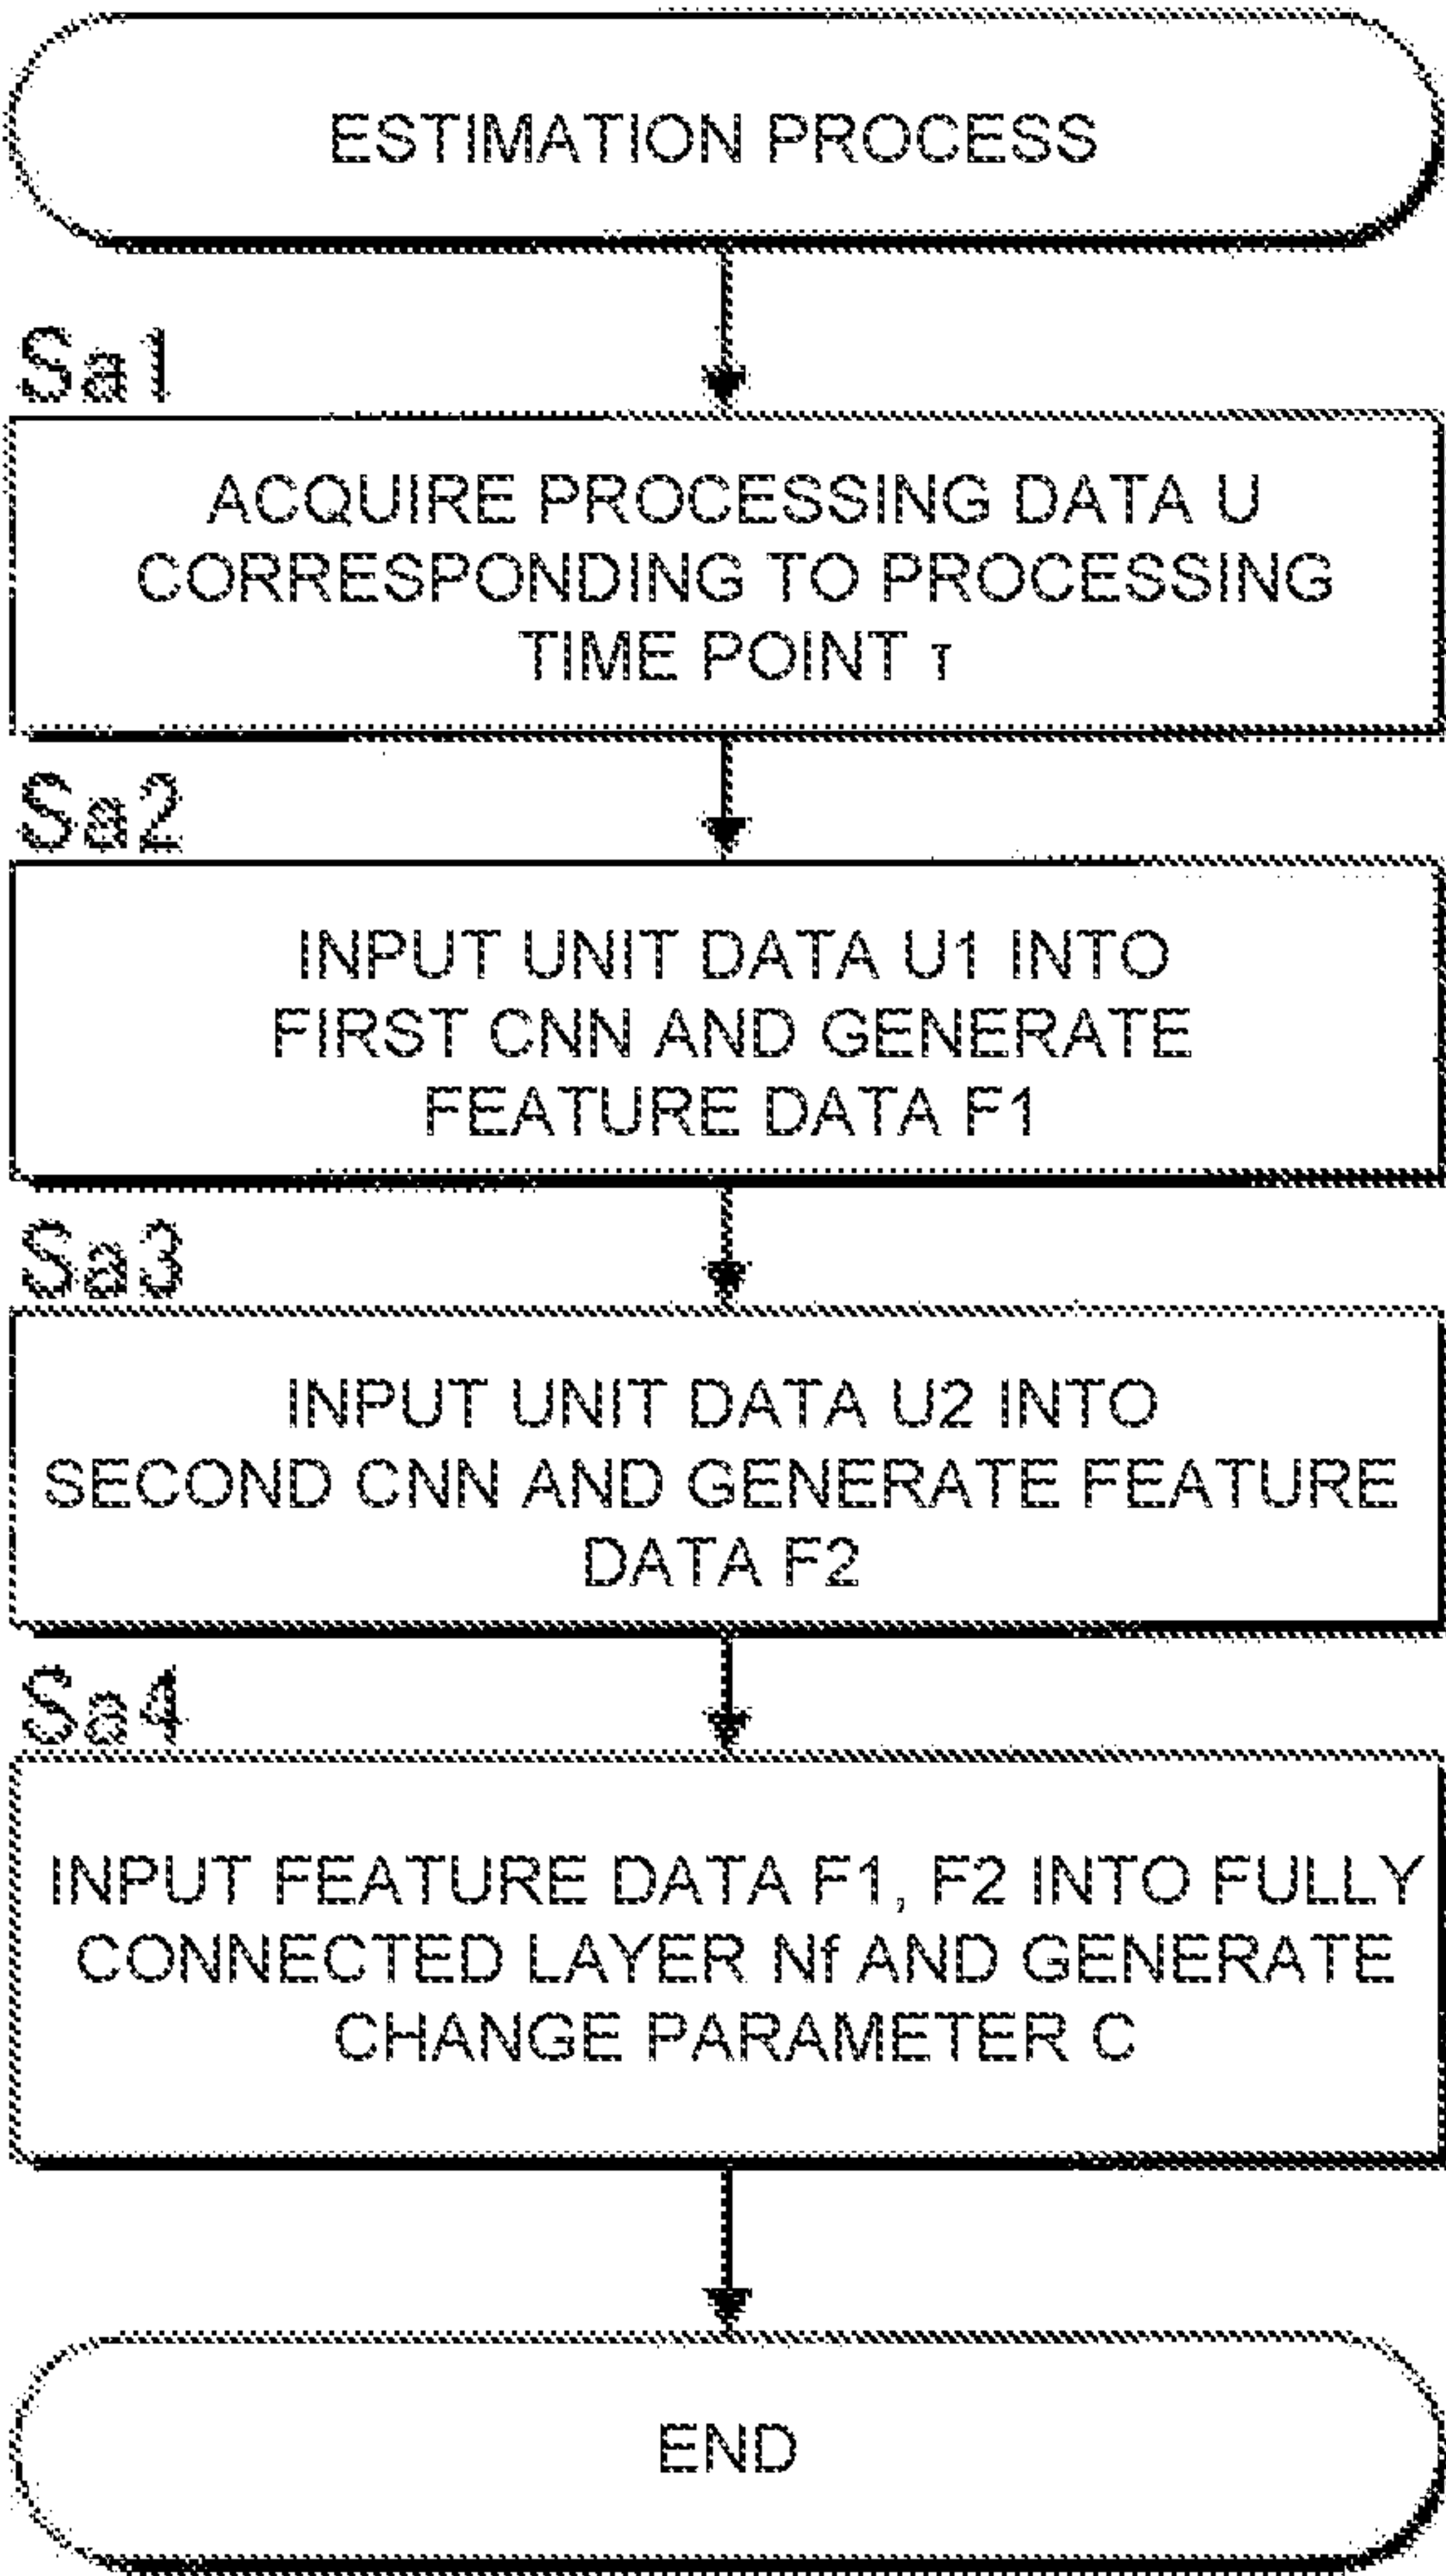 ESTIMATION PROCESS
Sa1
ACQUIRE PROCESSING DATA U
CORRESPONDING TO PROCESSING
TIME POINT τ
Sa2
INPUT UNIT DATA U1 INTO
FIRST CNN AND GENERATE
FEATURE DATA F1
Sa3
INPUT UNIT DATA U2 INTO
SECOND CNN AND GENERATE FEATURE
DATA F2
Sa4
INPUT FEATURE DATA F1, F2 INTO FULLY
CONNECTED LAYER Nf AND GENERATE
CHANGE PARAMETER C
END